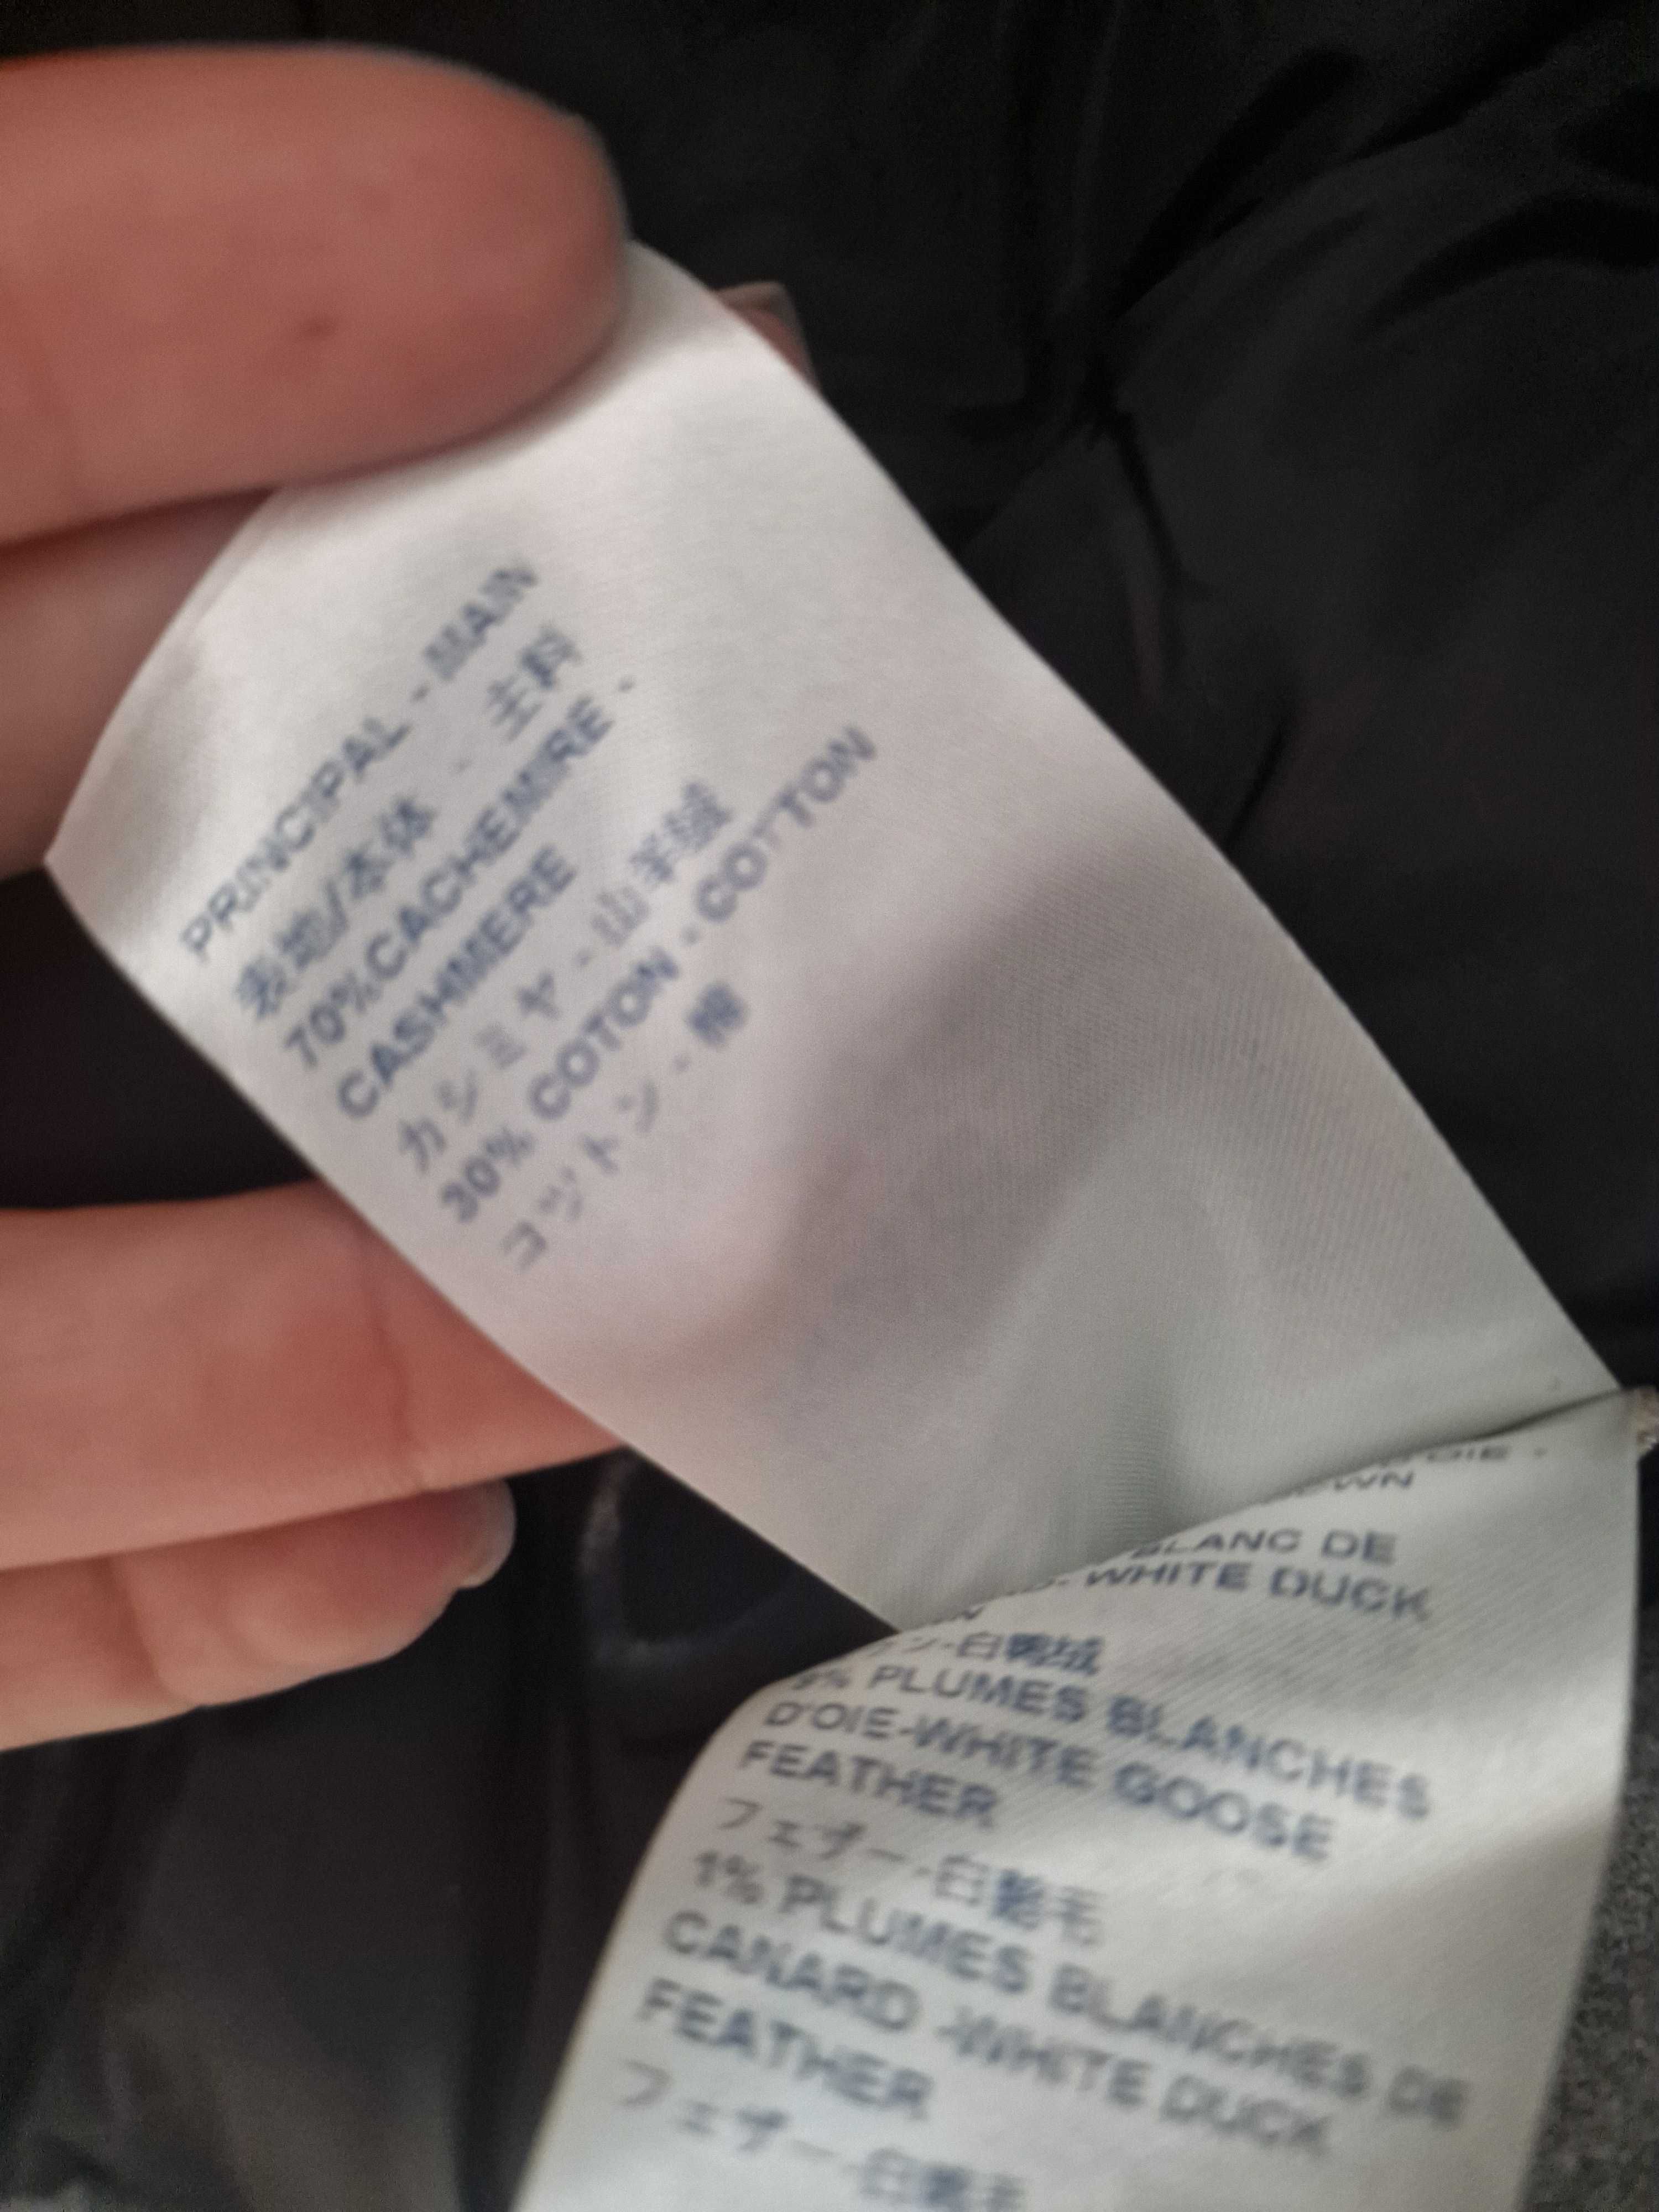 PRINCIPAL - MAIN
表地/本体 - 主料
70% CACHEMIRE -
CASHMERE
カシミヤ - 山羊绒
30% COTON - COTTON
コットン - 棉
OIE -
BLANC DE
WHITE DUCK
ン-白鸭绒
% PLUMES BLANCHES
D'OIE-WHITE GOOSE
FEATHER
フェザー-白鹅毛
1% PLUMES BLANCHES DE
CANARD -WHITE DUCK
FEATHER
フェザー-白